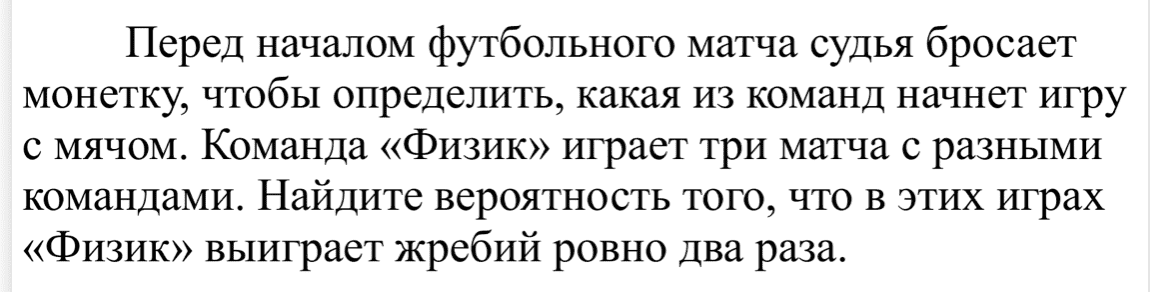 Перед началом футбольного матча судья бросает
монетку, чтобы определить, какая из команд начнет игру
с мячом. Команда «Физик» играет три матча с разными
командами. Найдите вероятность того, что в этих играх
«Физик» выиграет жребий ровно два раза.